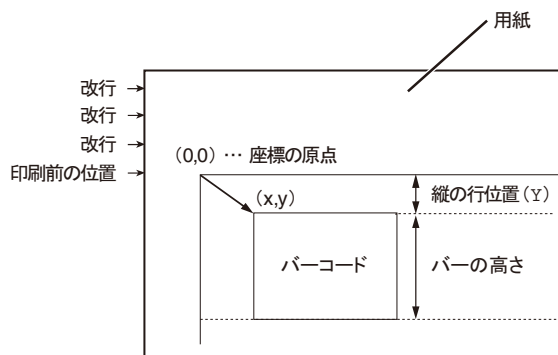 用紙
改行
改行
改行
印刷前の位置
(0,0) … 座標の原点
(x,y)
縦の行位置(Y)
バーコード
バーの高さ